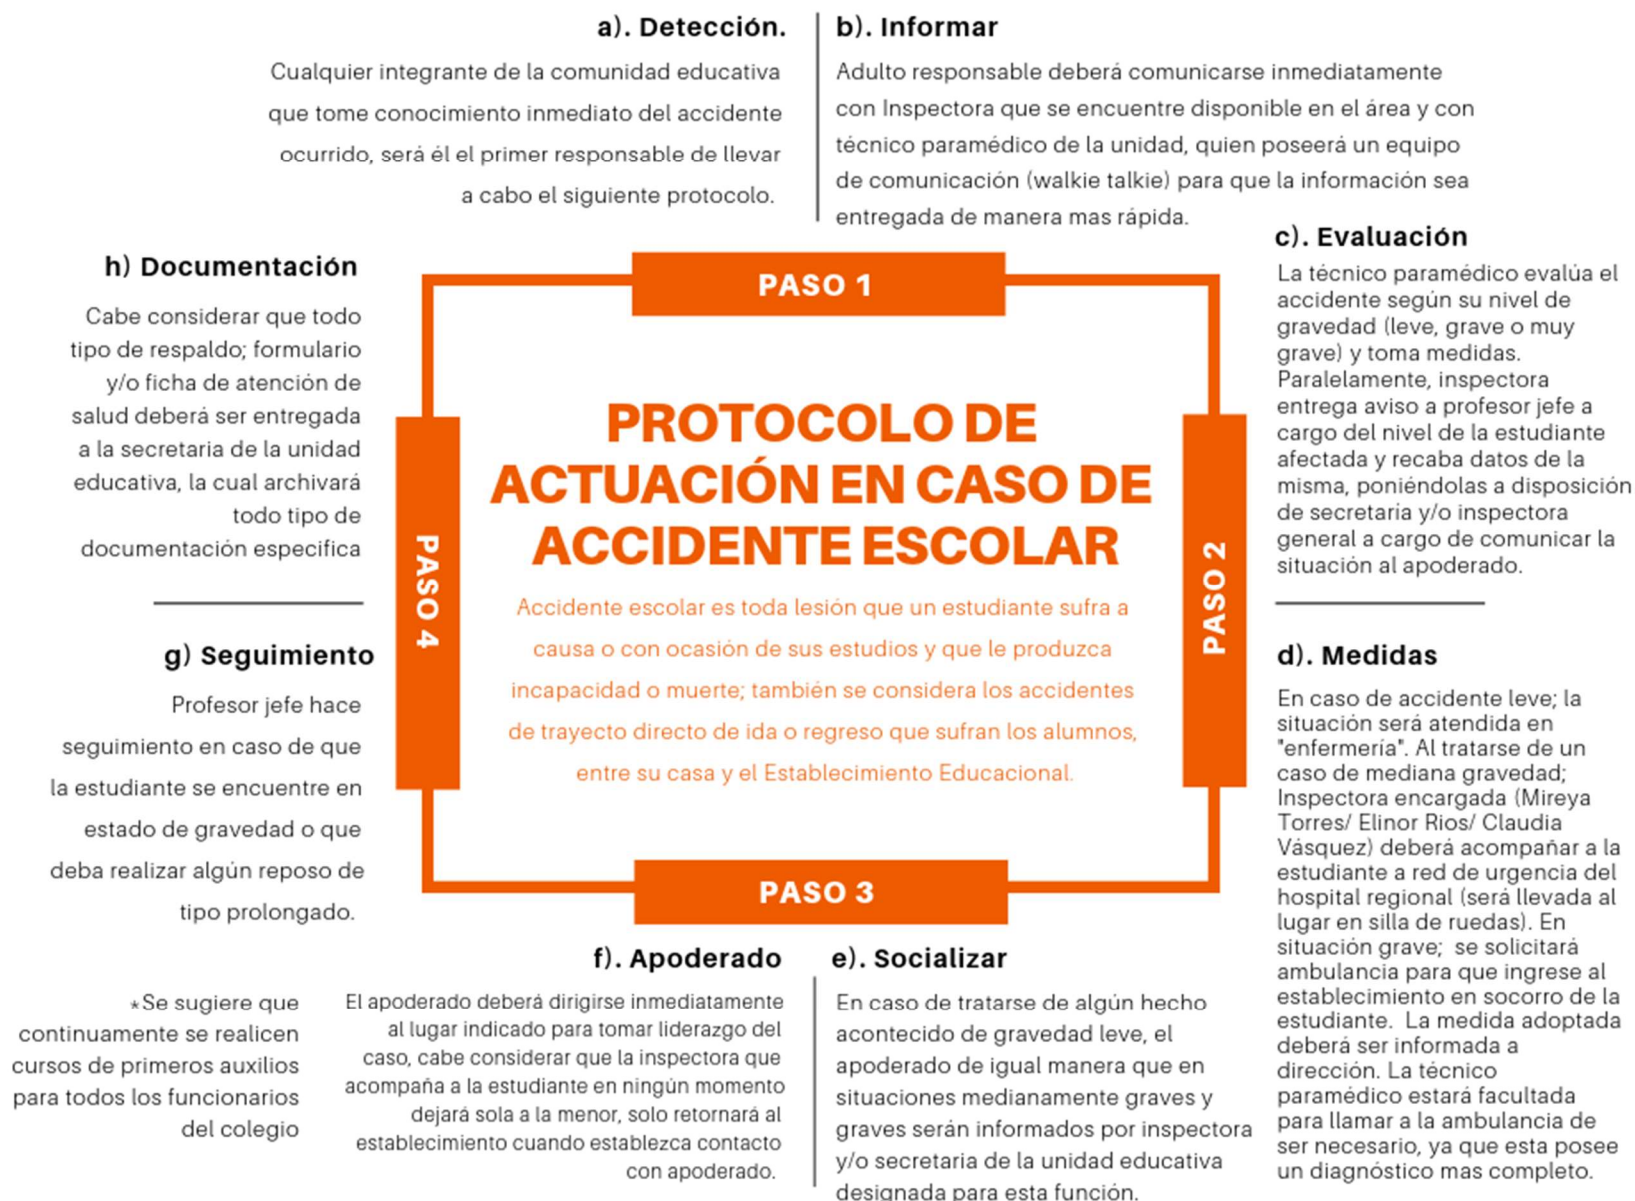 a). Detección.
Cualquier integrante de la comunidad educativa
que tome conocimiento inmediato del accidente
ocurrido, será él el primer responsable de llevar
a cabo el siguiente protocolo.
b). Informar
Adulto responsable deberá comunicarse inmediatamente
con Inspectora que se encuentre disponible en el área y con
técnico paramédico de la unidad, quien poseerá un equipo
de comunicación (walkie talkie) para que la información sea
entregada de manera mas rápida.
PASO 1
c). Evaluación
La técnico paramédico evalúa el
accidente según su nivel de
gravedad (leve, grave o muy
grave) y toma medidas.
Paralelamente, inspectora
entrega aviso a profesor jefe a
cargo del nivel de la estudiante
afectada y recaba datos de la
misma, poniéndolas a disposición
de secretaria y/o inspectora
general a cargo de comunicar la
situación al apoderado.
PASO 2
d). Medidas
En caso de accidente leve; la
situación será atendida en
"enfermería". Al tratarse de un
caso de mediana gravedad;
Inspectora encargada (Mireya
Torres/ Elinor Rios/ Claudia
Vásquez) deberá acompañar a la
estudiante a red de urgencia del
hospital regional (será llevada al
lugar en silla de ruedas). En
situación grave; se solicitará
ambulancia para que ingrese al
establecimiento en socorro de la
estudiante. La medida adoptada
deberá ser informada a
dirección. La técnico
paramédico estará facultada
para llamar a la ambulancia de
ser necesario, ya que esta posee
un diagnóstico mas completo.
PROTOCOLO DE
ACTUACIÓN EN CASO DE
ACCIDENTE ESCOLAR
Accidente escolar es toda lesión que un estudiante sufra a
causa o con ocasión de sus estudios y que le produzca
incapacidad o muerte; también se considera los accidentes
de trayecto directo de ida o regreso que sufran los alumnos,
entre su casa y el Establecimiento Educacional.
PASO 3
e). Socializar
En caso de tratarse de algún hecho
acontecido de gravedad leve, el
apoderado de igual manera que en
situaciones medianamente graves y
graves serán informados por inspectora
y/o secretaria de la unidad educativa
designada para esta función.
f). Apoderado
El apoderado deberá dirigirse inmediatamente
al lugar indicado para tomar liderazgo del
caso, cabe considerar que la inspectora que
acompaña a la estudiante en ningún momento
dejará sola a la menor, solo retornará al
establecimiento cuando establezca contacto
con apoderado.
PASO 4
g) Seguimiento
Profesor jefe hace
seguimiento en caso de que
la estudiante se encuentre en
estado de gravedad o que
deba realizar algún reposo de
tipo prolongado.
h) Documentación
Cabe considerar que todo
tipo de respaldo; formulario
y/o ficha de atención de
salud deberá ser entregada
a la secretaria de la unidad
educativa, la cual archivará
todo tipo de
documentación especifica
*Se sugiere que
continuamente se realicen
cursos de primeros auxilios
para todos los funcionarios
del colegio